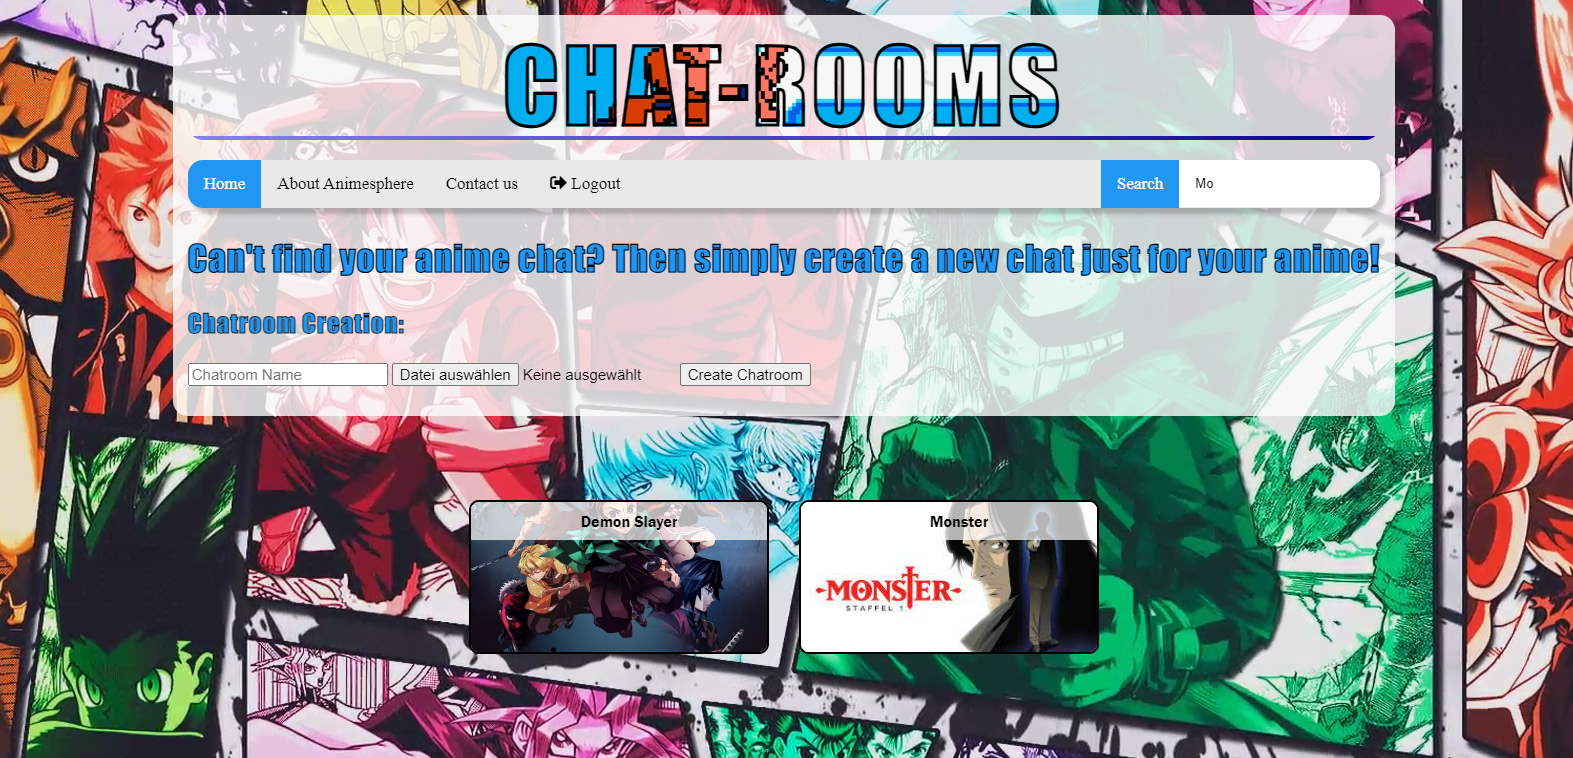 CHAT-ROOMS
Home About Animesphere Contact us Logout Search Mo
Can't find your anime chat? Then simply create a new chat just for your anime!
Chatroom Creation:
Chatroom Name Datei auswählen Keine ausgewählt Create Chatroom
Demon Slayer
Monster
MONSTER
STAFFEL 1